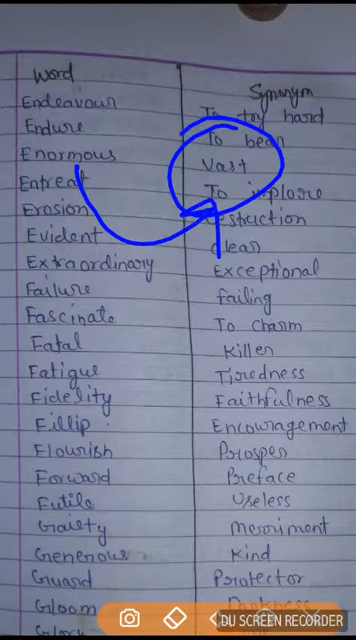 Word Synonym
Endeavour To try hard
Endure To bear
Enormous Vast
Entreat To implore
Erosion Destruction
Evident clear
Extraordinary Exceptional
Failure failing
Fascinate To charm
Fatal Killer
Fatigue Tiredness
Fidelity Faithfulness
Fillip Encouragement
Flourish Prosper
Forward Preface
Futile Useless
Gaiety Merriment
Generous Kind
Guard Protector
Gloom Darkness
Glory
DU SCREEN RECORDER